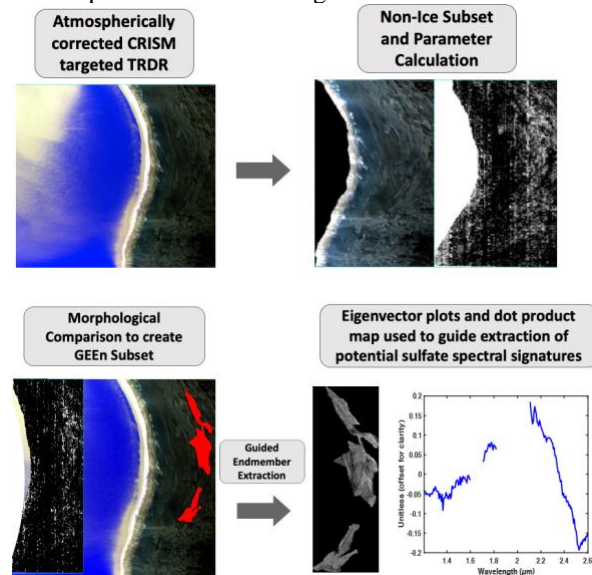 Atmospherically
corrected CRISM
targeted TRDR
Non-Ice Subset
and Parameter
Calculation
Morphological
Comparison to create
GEEn Subset
Guided
Endmember
Extraction
Eigenvector plots and dot product
map used to guide extraction of
potential sulfate spectral signatures
Unitless (offset for clarity)
0.2
0.15
0.1
0.05
0
-0.05
-0.1
-0.15
-0.2
1.4 1.6 1.8 2 2.2 2.4 2.6
Wavelength (μm)